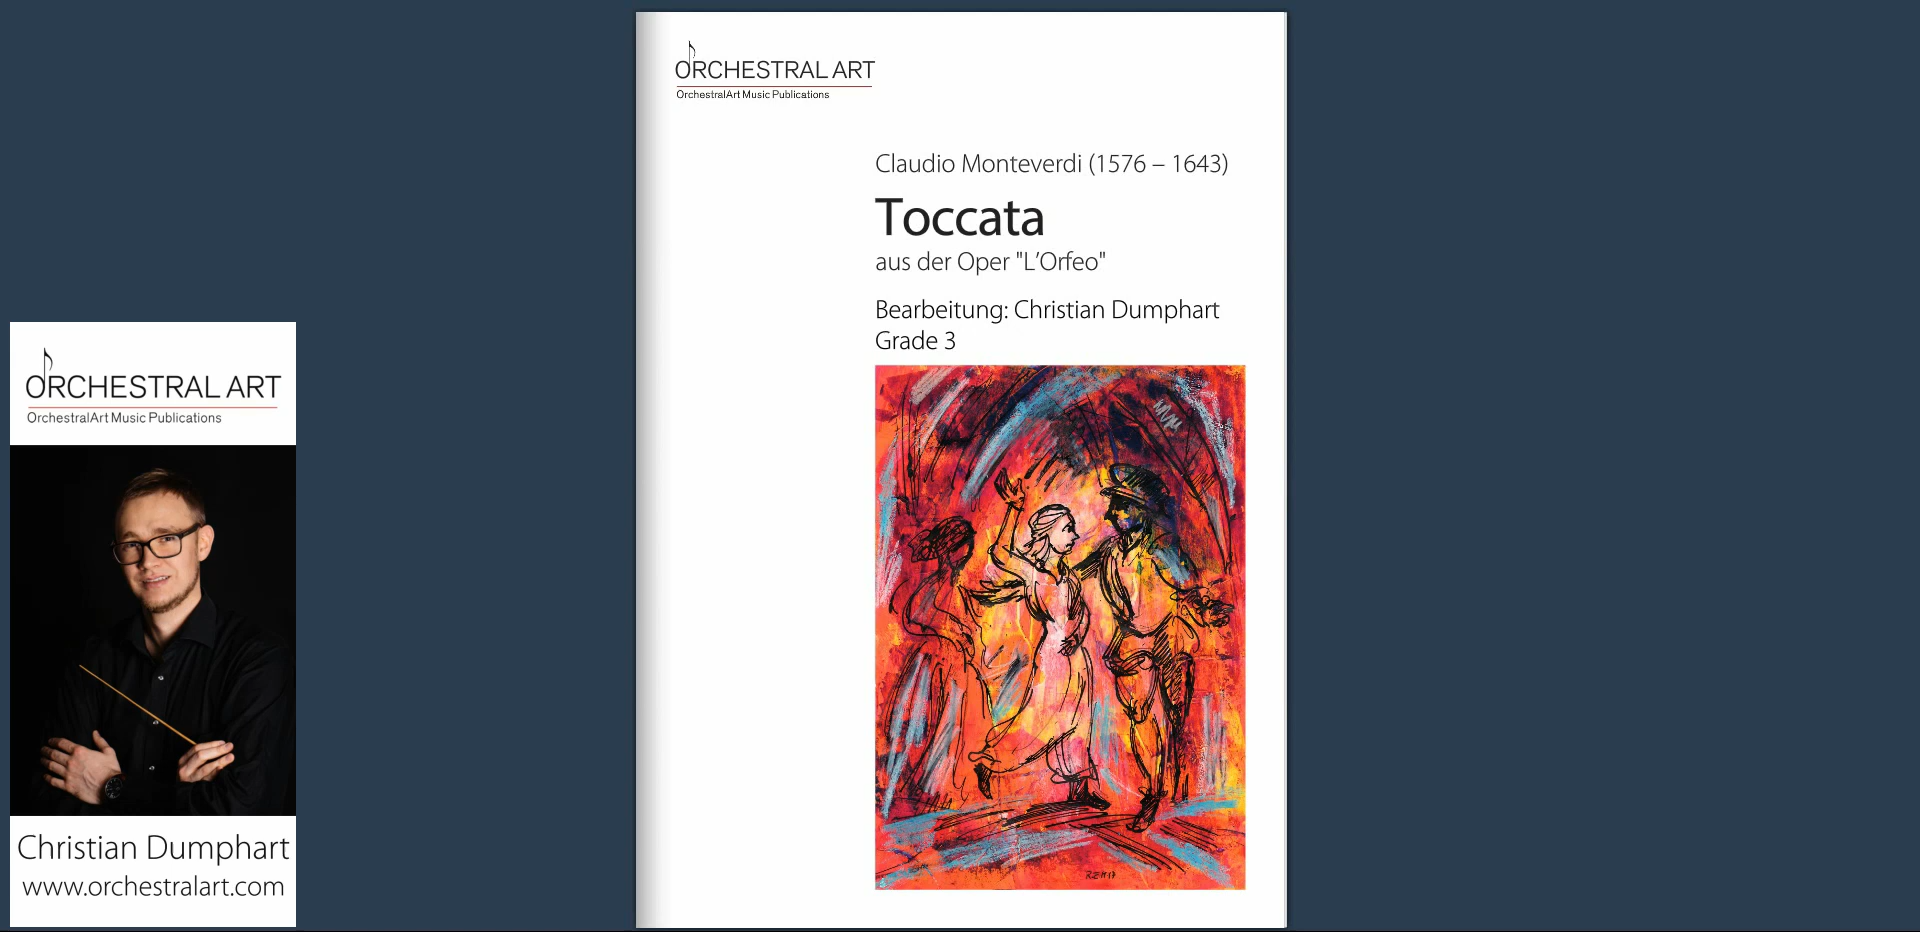 ORCHESTRAL ART
OrchestralArt Music Publications
Christian Dumphart
www.orchestralart.com
ORCHESTRAL ART
OrchestralArt Music Publications
Claudio Monteverdi (1576 – 1643)
Toccata
aus der Oper "L'Orfeo"
Bearbeitung: Christian Dumphart
Grade 3